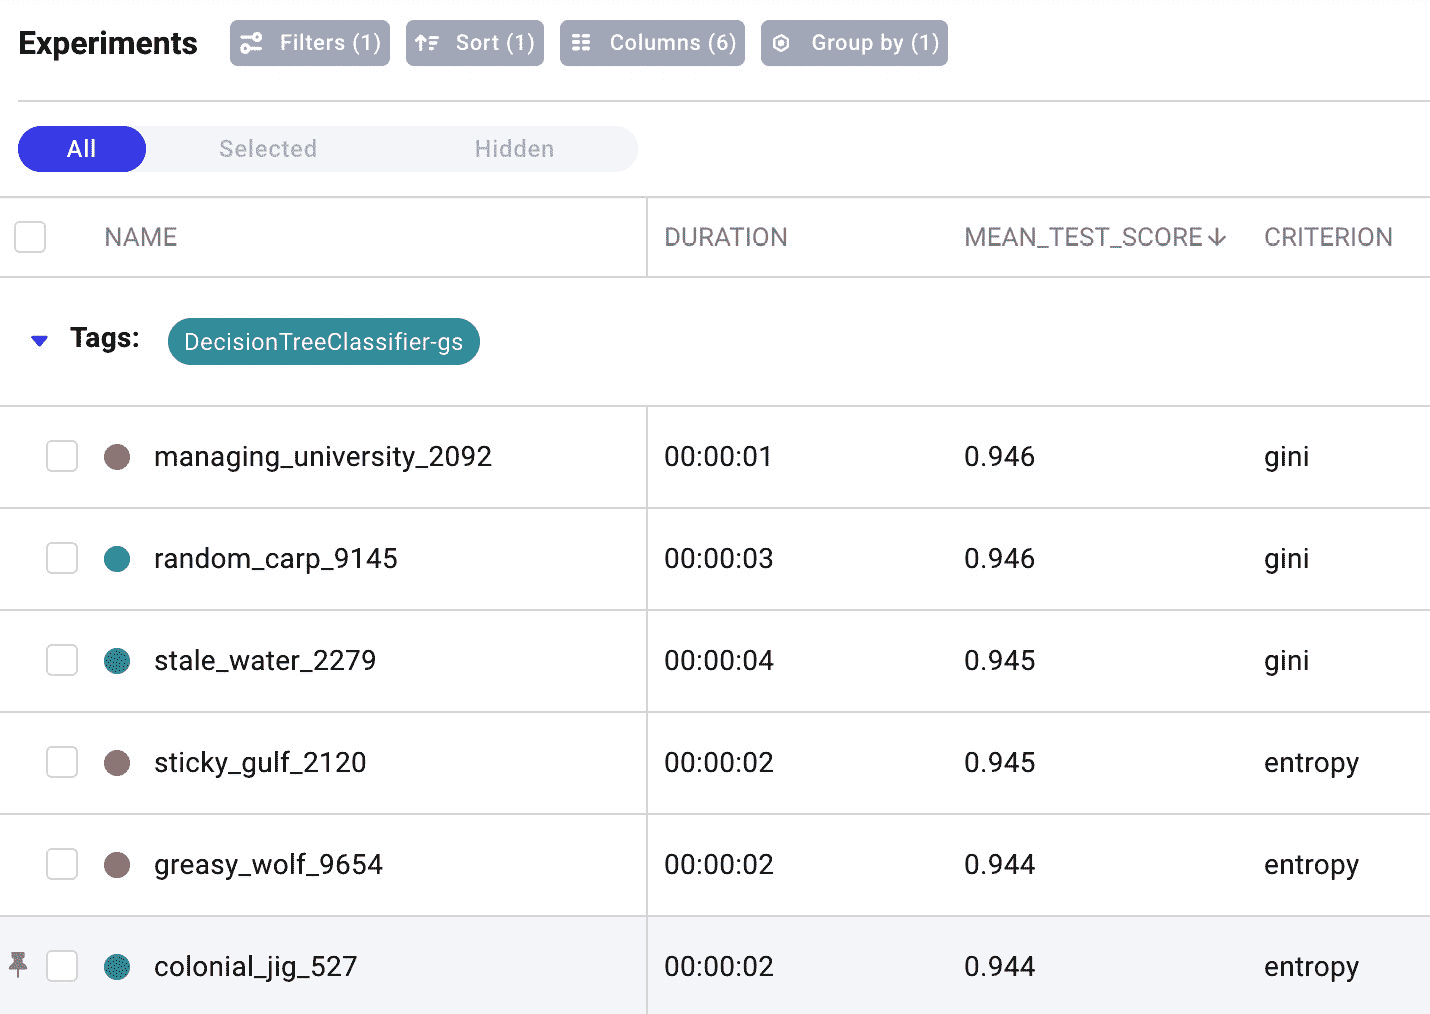 Experiments Filters (1) Sort (1) Columns (6) Group by (1)
All Selected Hidden
NAME DURATION MEAN_TEST_SCORE CRITERION
Tags: DecisionTreeClassifier-gs
managing_university_2092 00:00:01 0.946 gini
random_carp_9145 00:00:03 0.946 gini
stale_water_2279 00:00:04 0.945 gini
sticky_gulf_2120 00:00:02 0.945 entropy
greasy_wolf_9654 00:00:02 0.944 entropy
colonial_jig_527 00:00:02 0.944 entropy